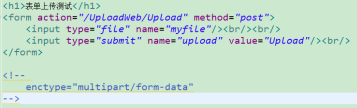 <h1>表单上传测试</h1>
<form action="/UploadWeb/Upload" method="post">
    <input type="file" name="myfile"/><br/><br/>
    <input type="submit" name="upload" value="Upload"/><br/>
</form>
<!--
    enctype="multipart/form-data"
-->